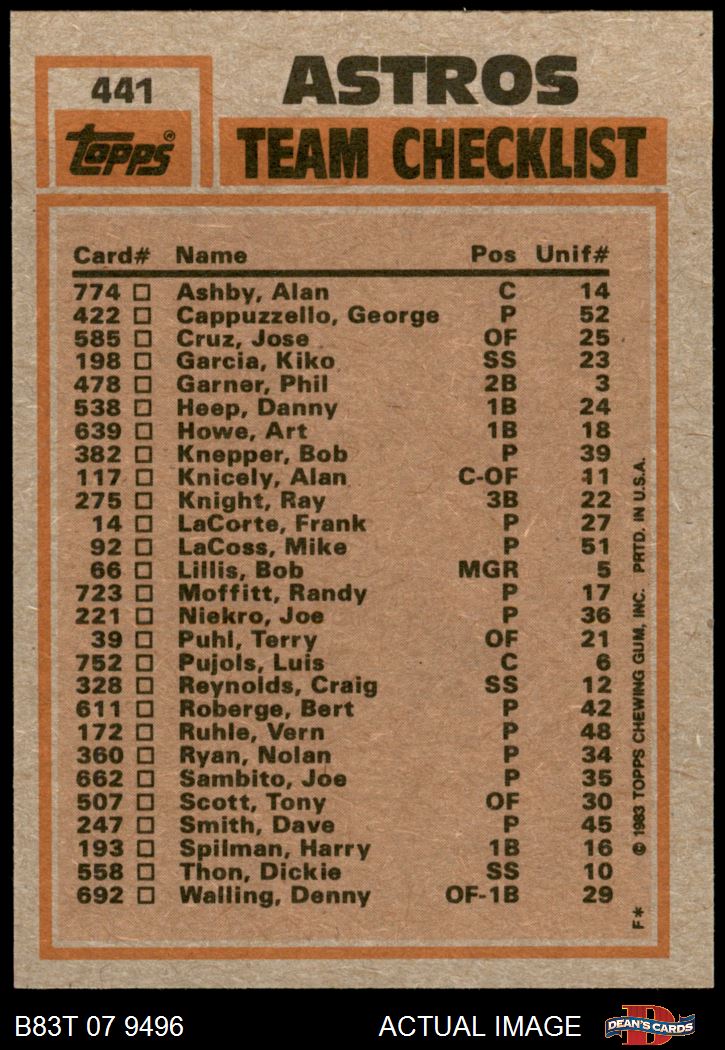 441
ASTROS
Topps®
TEAM CHECKLIST
Card# Name Pos Unif#
774 □ Ashby, Alan C 14
422 □ Cappuzzello, George P 52
585 □ Cruz, Jose OF 25
198 □ Garcia, Kiko SS 23
478 □ Garner, Phil 2B 3
538 □ Heep, Danny 1B 24
639 □ Howe, Art 1B 18
382 □ Knepper, Bob P 39
117 □ Knicely, Alan C-OF 11
275 □ Knight, Ray 3B 22
14 □ LaCorte, Frank P 27
92 □ LaCoss, Mike P 51
66 □ Lillis, Bob MGR 5
723 □ Moffitt, Randy P 17
221 □ Niekro, Joe P 36
39 □ Puhl, Terry OF 21
752 □ Pujols, Luis C 6
328 □ Reynolds, Craig SS 12
611 □ Roberge, Bert P 42
172 □ Ruhle, Vern P 48
360 □ Ryan, Nolan P 34
662 □ Sambito, Joe P 35
507 □ Scott, Tony OF 30
247 □ Smith, Dave P 45
193 □ Spilman, Harry 1B 16
558 □ Thon, Dickie SS 10
692 □ Walling, Denny OF-1B 29
F* © 1983 TOPPS CHEWING GUM, INC. PRTD. IN U.S.A.
B83T 07 9496 ACTUAL IMAGE
D
DEAN'S CARDS